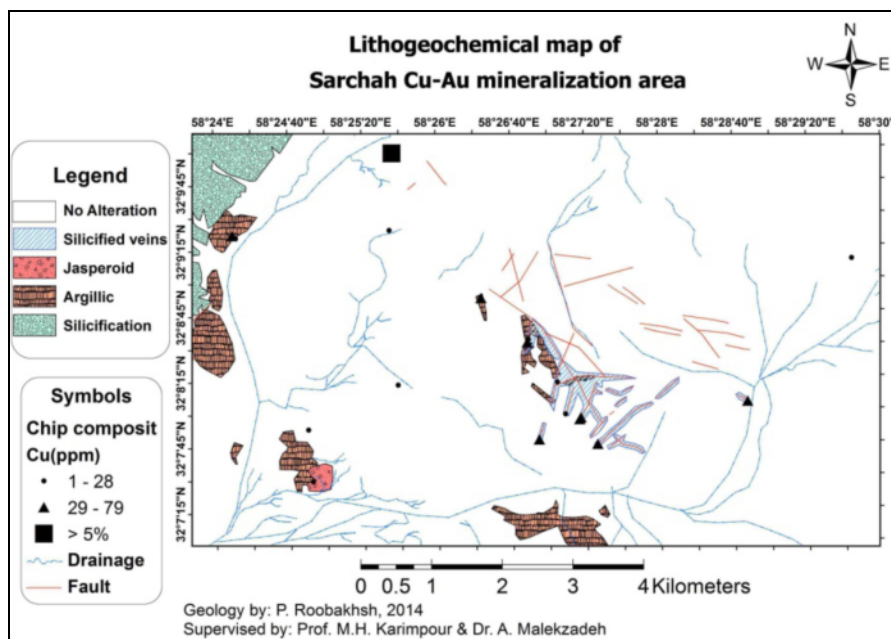 Lithogeochemical map of
Sarchah Cu-Au mineralization area
N
W E
S
58°24'E 58°24'40"E 58°25'20"E 58°26'E 58°26'40"E 58°27'20"E 58°28'E 58°28'40"E 58°29'20"E 58°30'E
32°9'45"N
32°9'15"N
32°8'45"N
32°8'15"N
32°7'45"N
32°7'15"N
Legend
No Alteration
Silicified veins
Jasperoid
Argillic
Silicification
Symbols
Chip composit
Cu(ppm)
1 - 28
29 - 79
> 5%
Drainage
Fault
0 0.5 1 2 3 4 Kilometers
Geology by: P. Roobakhsh, 2014
Supervised by: Prof. M.H. Karimpour & Dr. A. Malekzadeh